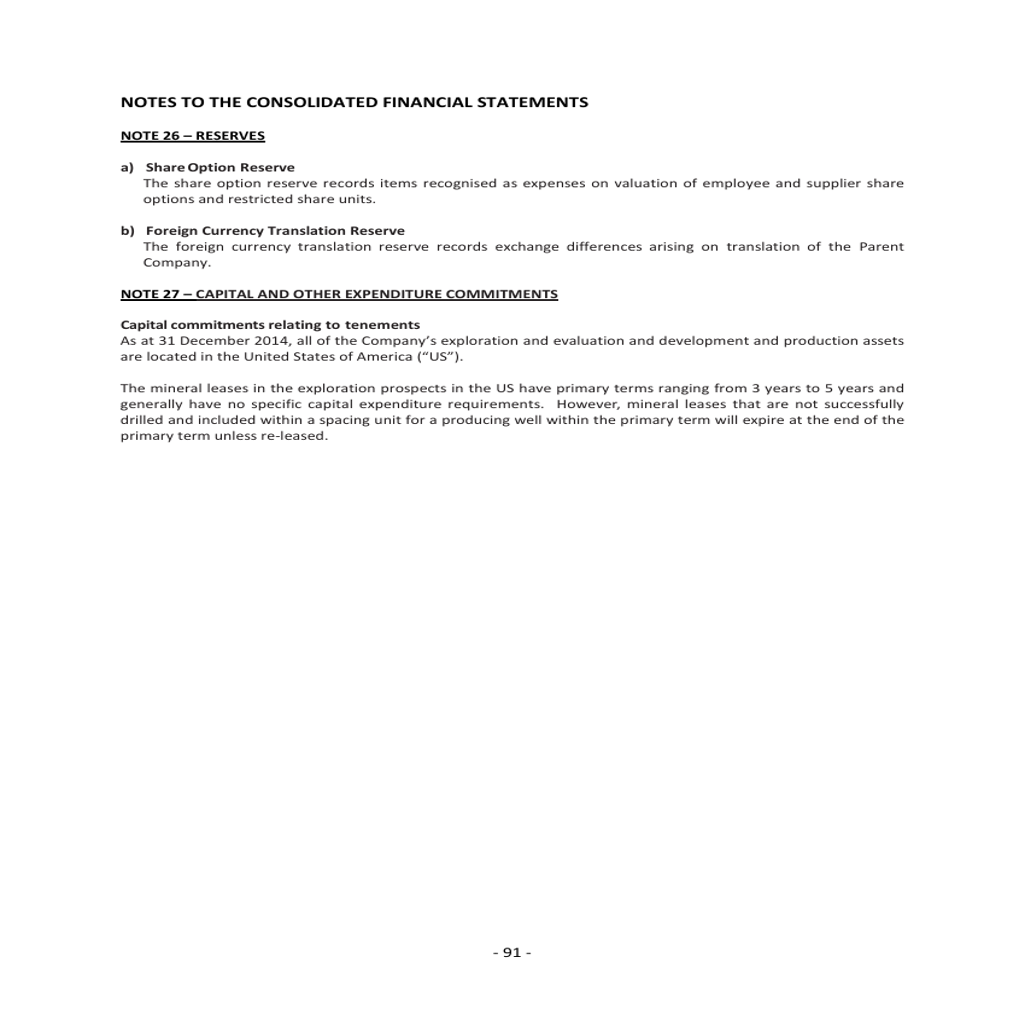 NOTES TO THE CONSOLIDATED FINANCIAL STATEMENTS
NOTE 26 – RESERVES
a) Share Option Reserve
The share option reserve records items recognised as expenses on valuation of employee and supplier share
options and restricted share units.
b) Foreign Currency Translation Reserve
The foreign currency translation reserve records exchange differences arising on translation of the Parent
Company.
NOTE 27 – CAPITAL AND OTHER EXPENDITURE COMMITMENTS
Capital commitments relating to tenements
As at 31 December 2014, all of the Company’s exploration and evaluation and development and production assets
are located in the United States of America (“US”).
The mineral leases in the exploration prospects in the US have primary terms ranging from 3 years to 5 years and
generally have no specific capital expenditure requirements. However, mineral leases that are not successfully
drilled and included within a spacing unit for a producing well within the primary term will expire at the end of the
primary term unless re-leased.
- 91 -